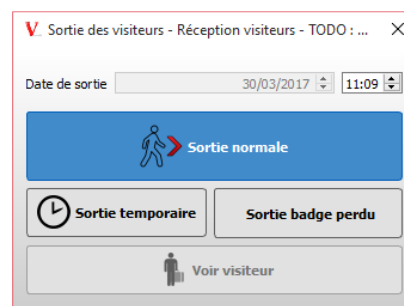 Sortie des visiteurs - Réception visiteurs - TODO : ...
Date de sortie 30/03/2017 11:09
Sortie normale
Sortie temporaire Sortie badge perdu
Voir visiteur